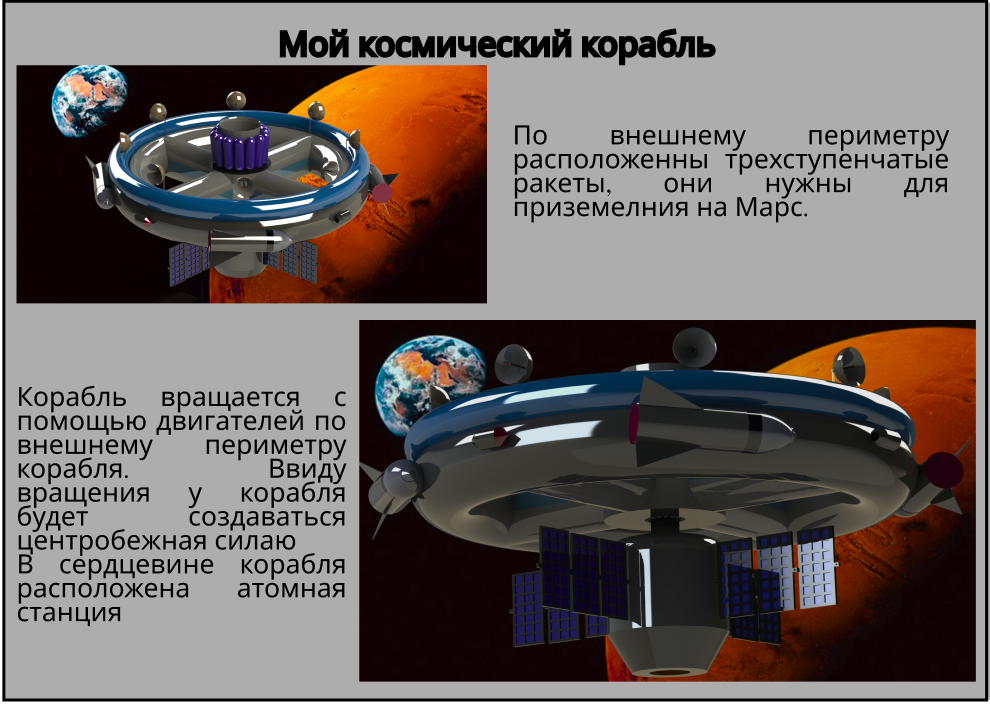 Мой космический корабль
По внешнему периметру
расположенны трехступенчатые
ракеты, они нужны для
приземелния на Марс.
Корабль вращается с
помощью двигателей по
внешнему периметру
корабля. Ввиду
вращения у корабля
будет создаваться
центробежная силаю
В сердцевине корабля
расположена атомная
станция